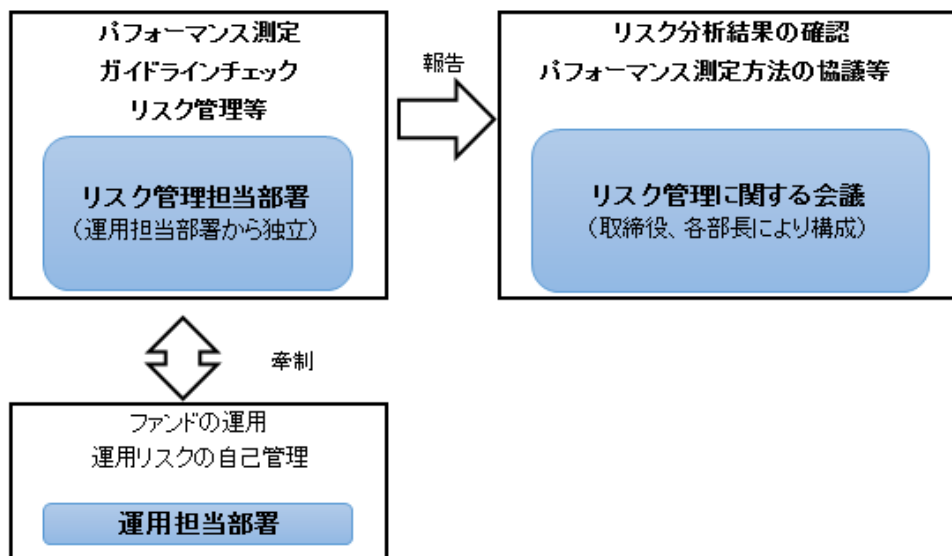 パフォーマンス測定
ガイドラインチェック
リスク管理等
リスク管理担当部署
（運用担当部署から独立）
報告
リスク分析結果の確認
パフォーマンス測定方法の協議等
リスク管理に関する会議
（取締役、各部長により構成）
牽制
ファンドの運用
運用リスクの自己管理
運用担当部署